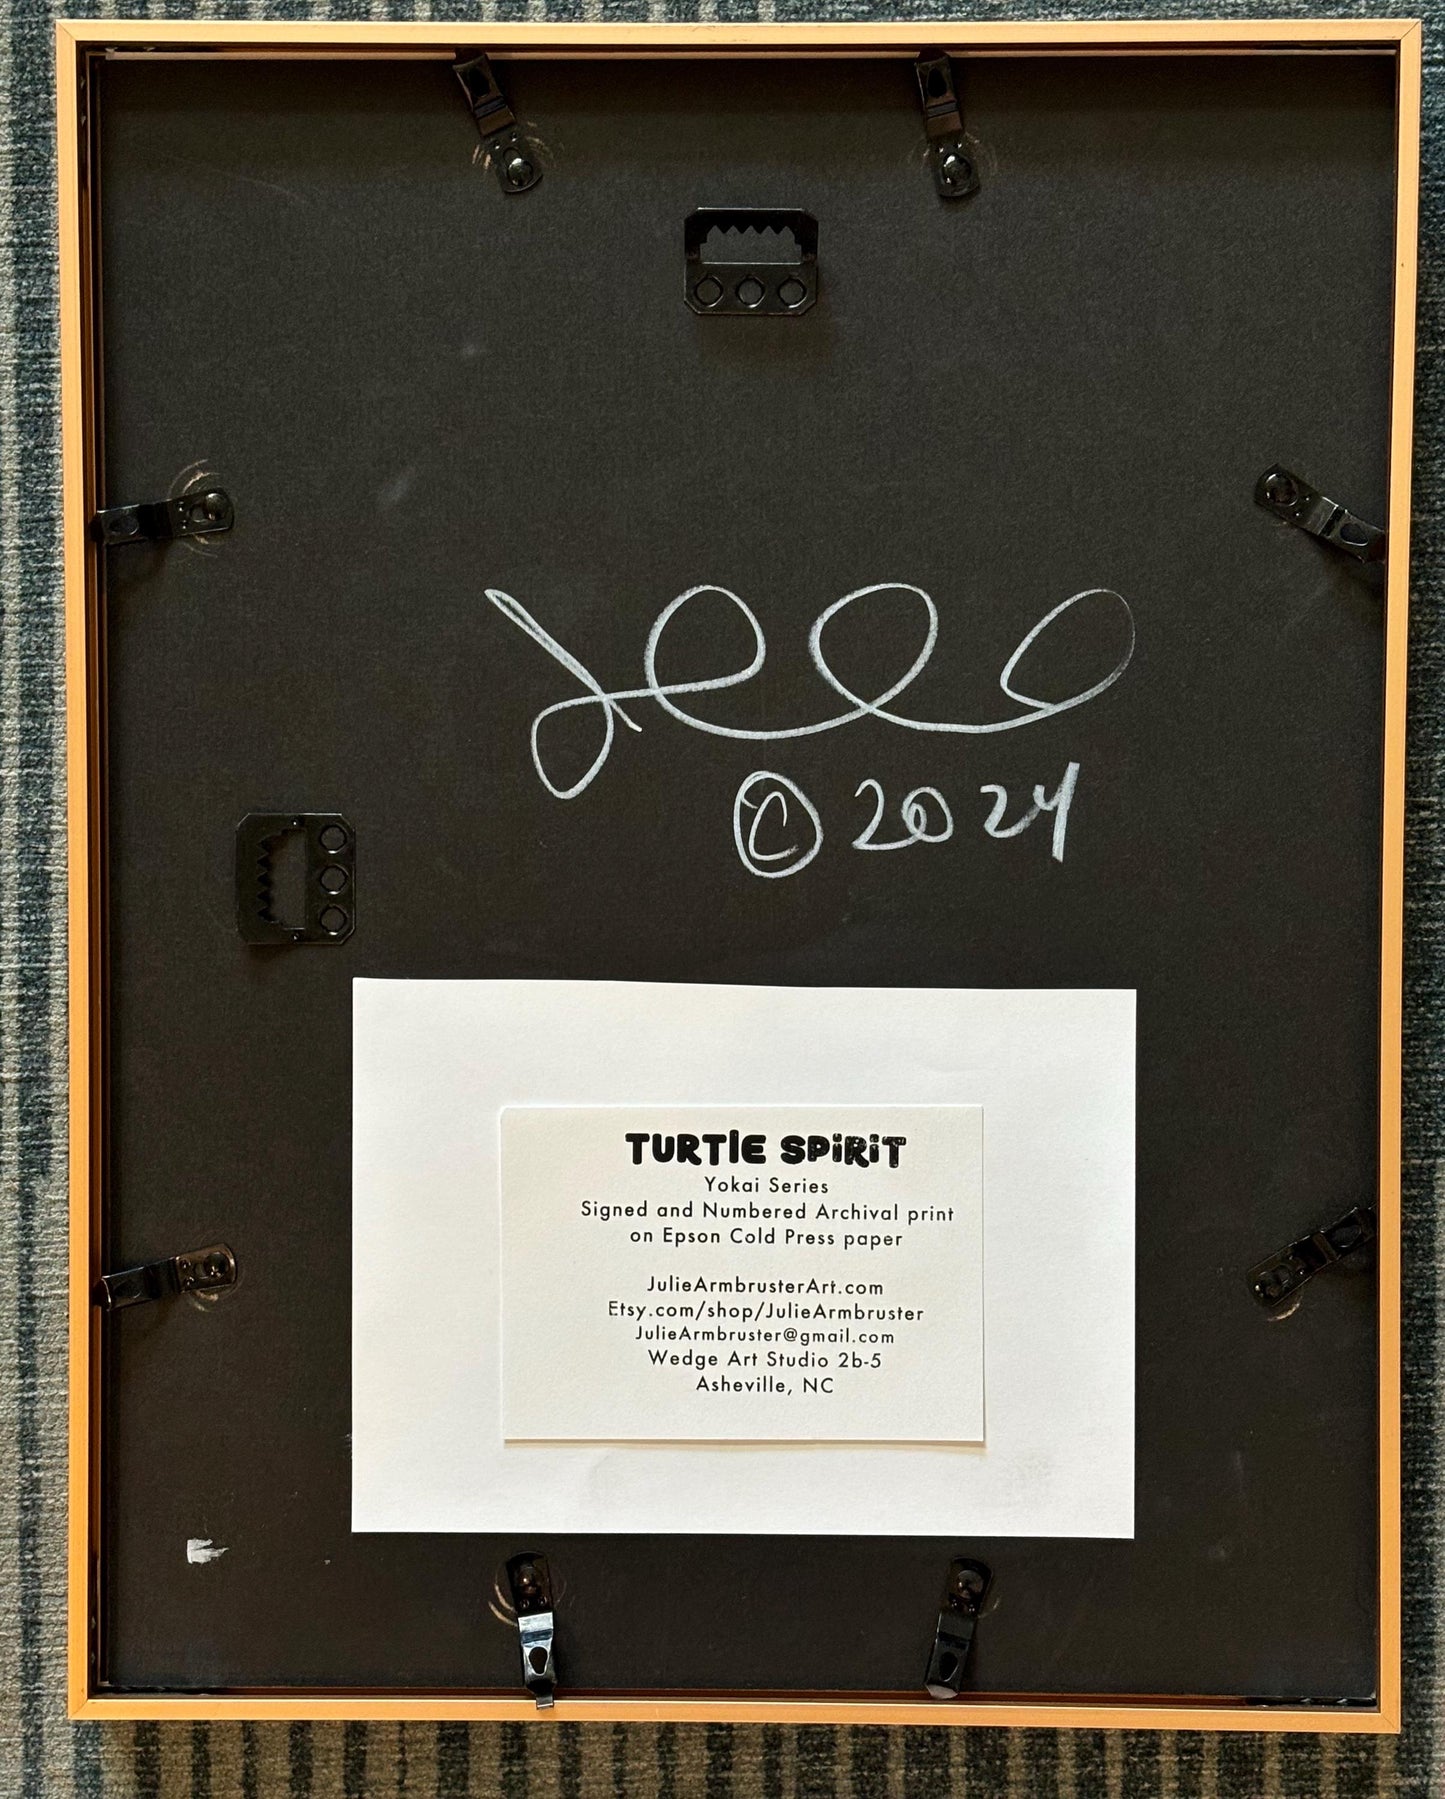 © 2024
TURTlE SPiRiT
Yokai Series
Signed and Numbered Archival print
on Epson Cold Press paper
JulieArmbrusterArt.com
Etsy.com/shop/JulieArmbruster
JulieArmbruster@gmail.com
Wedge Art Studio 2b-5
Asheville, NC